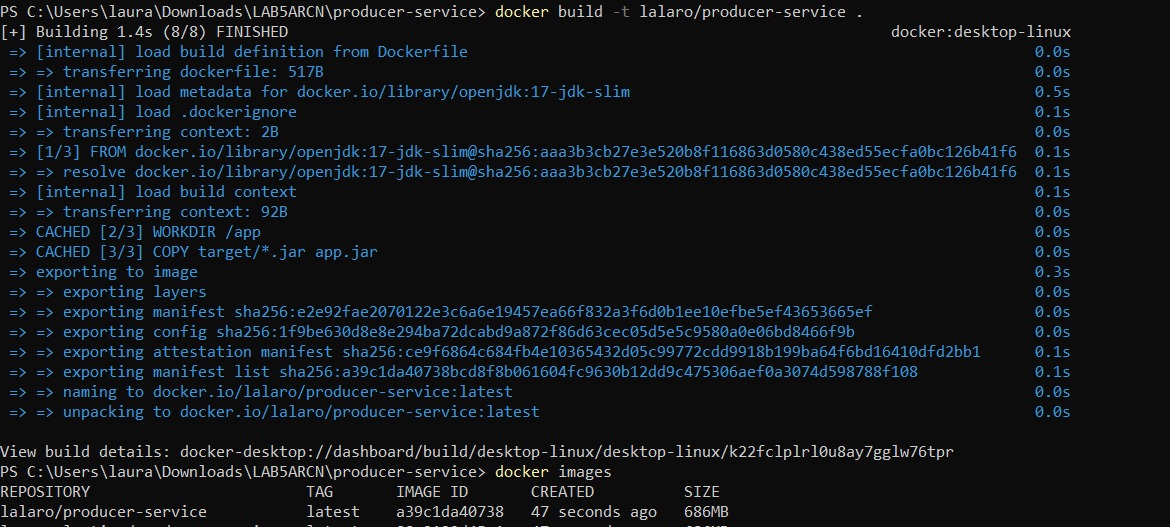 PS C:\Users\laura\Downloads\LAB5ARCN\producer-service> docker build -t lalaro/producer-service .
[+] Building 1.4s (8/8) FINISHED docker:desktop-linux
=> [internal] load build definition from Dockerfile 0.0s
=> => transferring dockerfile: 517B 0.0s
=> [internal] load metadata for docker.io/library/openjdk:17-jdk-slim 0.5s
=> [internal] load .dockerignore 0.1s
=> => transferring context: 2B 0.0s
=> [1/3] FROM docker.io/library/openjdk:17-jdk-slim@sha256:aaa3b3cb27e3e520b8f116863d0580c438ed55ecfa0bc126b41f6 0.1s
=> => resolve docker.io/library/openjdk:17-jdk-slim@sha256:aaa3b3cb27e3e520b8f116863d0580c438ed55ecfa0bc126b41f6 0.1s
=> [internal] load build context 0.1s
=> => transferring context: 92B 0.0s
=> CACHED [2/3] WORKDIR /app 0.0s
=> CACHED [3/3] COPY target/*.jar app.jar 0.0s
=> exporting to image 0.3s
=> => exporting layers 0.0s
=> => exporting manifest sha256:e2e92fae2070122e3c6a6e19457ea66f832a3f6d0b1ee10efbe5ef43653665ef 0.0s
=> => exporting config sha256:1f9be630d8e8e294ba72dcabd9a872f86d63cec05d5e5c9580a0e06bd8466f9b 0.0s
=> => exporting attestation manifest sha256:ce9f6864c684fb4e10365432d05c99772cdd9918b199ba64f6bd16410dfd2bb1 0.1s
=> => exporting manifest list sha256:a39c1da40738bcd8f8b061604fc9630b12dd9c475306aef0a3074d598788f108 0.1s
=> => naming to docker.io/lalaro/producer-service:latest 0.0s
=> => unpacking to docker.io/lalaro/producer-service:latest 0.0s
View build details: docker-desktop://dashboard/build/desktop-linux/desktop-linux/k22fclplrl0u8ay7gglw76tpr
PS C:\Users\laura\Downloads\LAB5ARCN\producer-service> docker images
REPOSITORY TAG IMAGE ID CREATED SIZE
lalaro/producer-service latest a39c1da40738 47 seconds ago 686MB